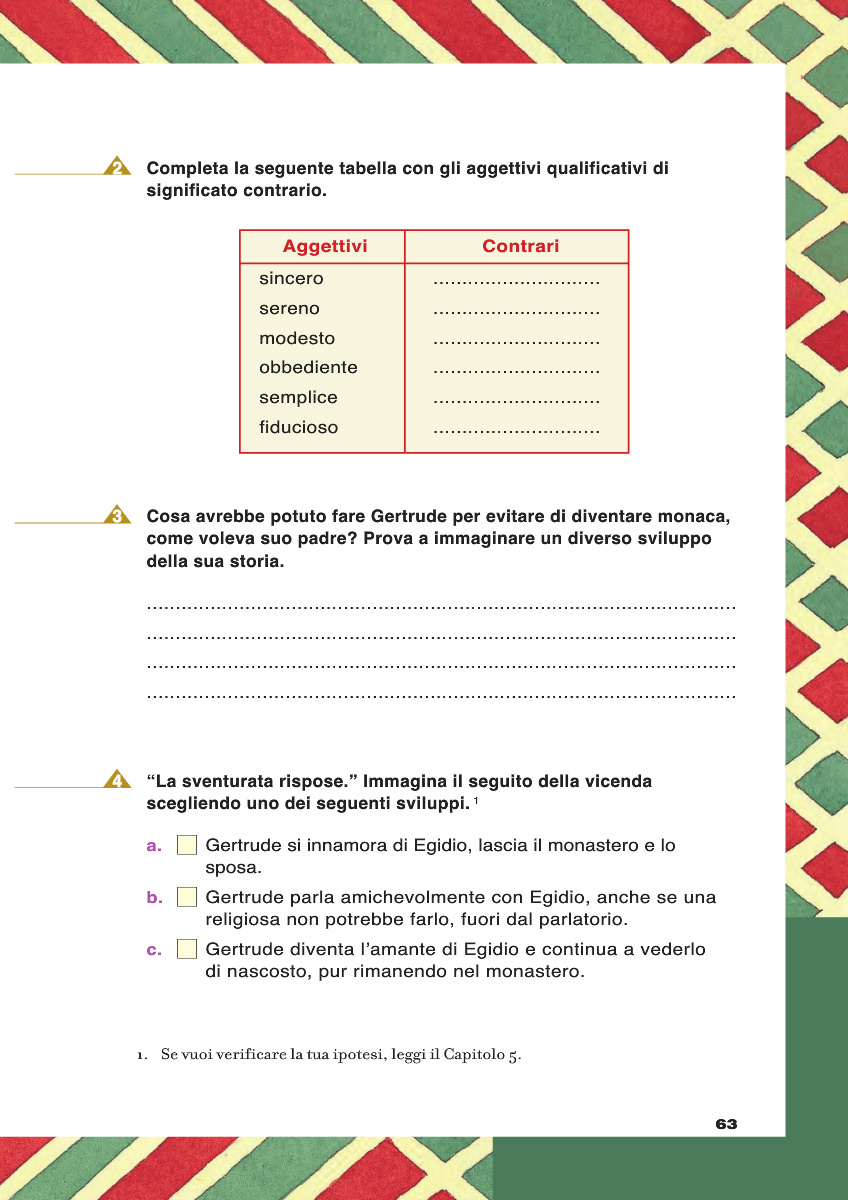 2 Completa la seguente tabella con gli aggettivi qualificativi di
significato contrario.
Aggettivi Contrari
sincero .............................
sereno .............................
modesto .............................
obbediente .............................
semplice .............................
fiducioso .............................
3 Cosa avrebbe potuto fare Gertrude per evitare di diventare monaca,
come voleva suo padre? Prova a immaginare un diverso sviluppo
della sua storia.
......................................................................................................
......................................................................................................
......................................................................................................
......................................................................................................
4 “La sventurata rispose.” Immagina il seguito della vicenda
scegliendo uno dei seguenti sviluppi. 1
a. Gertrude si innamora di Egidio, lascia il monastero e lo
sposa.
b. Gertrude parla amichevolmente con Egidio, anche se una
religiosa non potrebbe farlo, fuori dal parlatorio.
c. Gertrude diventa l’amante di Egidio e continua a vederlo
di nascosto, pur rimanendo nel monastero.
1. Se vuoi verificare la tua ipotesi, leggi il Capitolo 5.
63